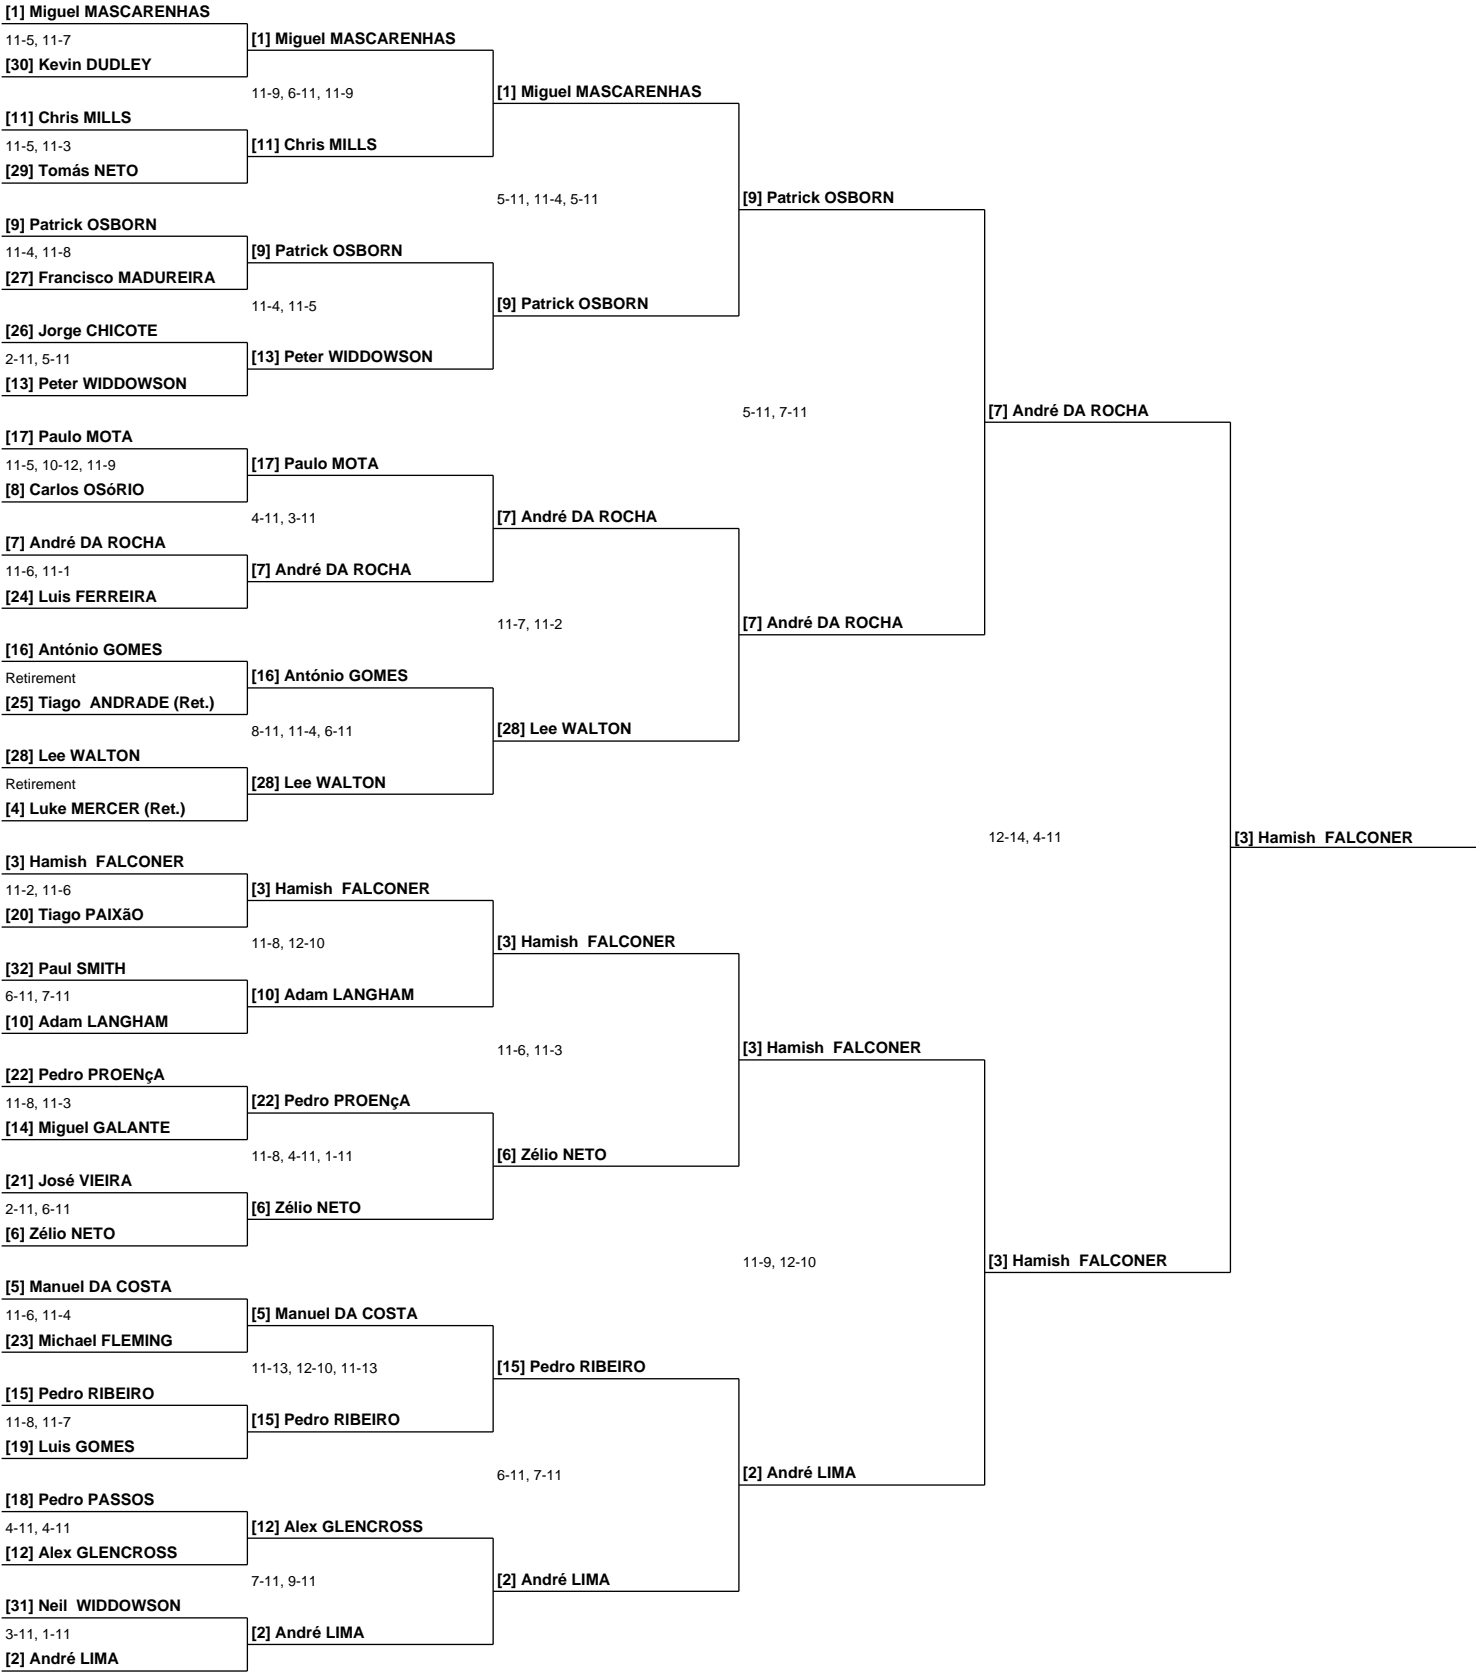 [1] Miguel MASCARENHAS
11-5, 11-7
[1] Miguel MASCARENHAS
[30] Kevin DUDLEY
11-9, 6-11, 11-9
[1] Miguel MASCARENHAS
[11] Chris MILLS
11-5, 11-3
[11] Chris MILLS
[29] Tomás NETO
5-11, 11-4, 5-11
[9] Patrick OSBORN
[9] Patrick OSBORN
11-4, 11-8
[9] Patrick OSBORN
[27] Francisco MADUREIRA
11-4, 11-5
[9] Patrick OSBORN
[26] Jorge CHICOTE
2-11, 5-11
[13] Peter WIDDOWSON
[13] Peter WIDDOWSON
5-11, 7-11
[7] André DA ROCHA
[17] Paulo MOTA
11-5, 10-12, 11-9
[17] Paulo MOTA
[8] Carlos OSóRIO
4-11, 3-11
[7] André DA ROCHA
[7] André DA ROCHA
11-6, 11-1
[7] André DA ROCHA
[24] Luis FERREIRA
11-7, 11-2
[7] André DA ROCHA
[16] António GOMES
Retirement
[16] António GOMES
[25] Tiago  ANDRADE (Ret.)
8-11, 11-4, 6-11
[28] Lee WALTON
[28] Lee WALTON
Retirement
[28] Lee WALTON
[4] Luke MERCER (Ret.)
12-14, 4-11
[3] Hamish  FALCONER
[3] Hamish  FALCONER
11-2, 11-6
[3] Hamish  FALCONER
[20] Tiago PAIXãO
11-8, 12-10
[3] Hamish  FALCONER
[32] Paul SMITH
6-11, 7-11
[10] Adam LANGHAM
[10] Adam LANGHAM
11-6, 11-3
[3] Hamish  FALCONER
[22] Pedro PROENçA
11-8, 11-3
[22] Pedro PROENçA
[14] Miguel GALANTE
11-8, 4-11, 1-11
[6] Zélio NETO
[21] José VIEIRA
2-11, 6-11
[6] Zélio NETO
[6] Zélio NETO
11-9, 12-10
[3] Hamish  FALCONER
[5] Manuel DA COSTA
11-6, 11-4
[5] Manuel DA COSTA
[23] Michael FLEMING
11-13, 12-10, 11-13
[15] Pedro RIBEIRO
[15] Pedro RIBEIRO
11-8, 11-7
[15] Pedro RIBEIRO
[19] Luis GOMES
6-11, 7-11
[2] André LIMA
[18] Pedro PASSOS
4-11, 4-11
[12] Alex GLENCROSS
[12] Alex GLENCROSS
7-11, 9-11
[2] André LIMA
[31] Neil  WIDDOWSON
3-11, 1-11
[2] André LIMA
[2] André LIMA